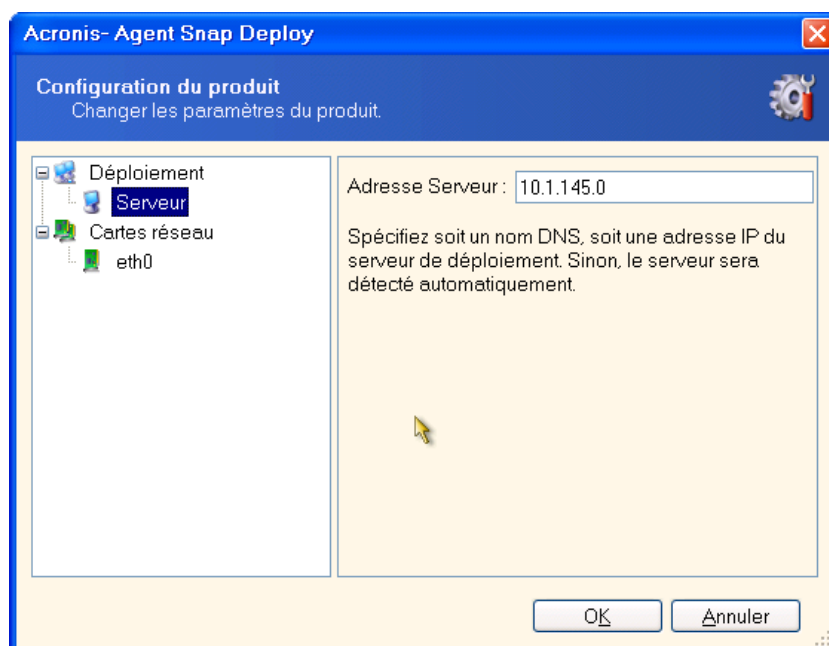 Acronis- Agent Snap Deploy
Configuration du produit
Changer les paramètres du produit.
Déploiement
Serveur
Cartes réseau
eth0
Adresse Serveur : 10.1.145.0
Spécifiez soit un nom DNS, soit une adresse IP du
serveur de déploiement. Sinon, le serveur sera
détecté automatiquement.
OK
Annuler